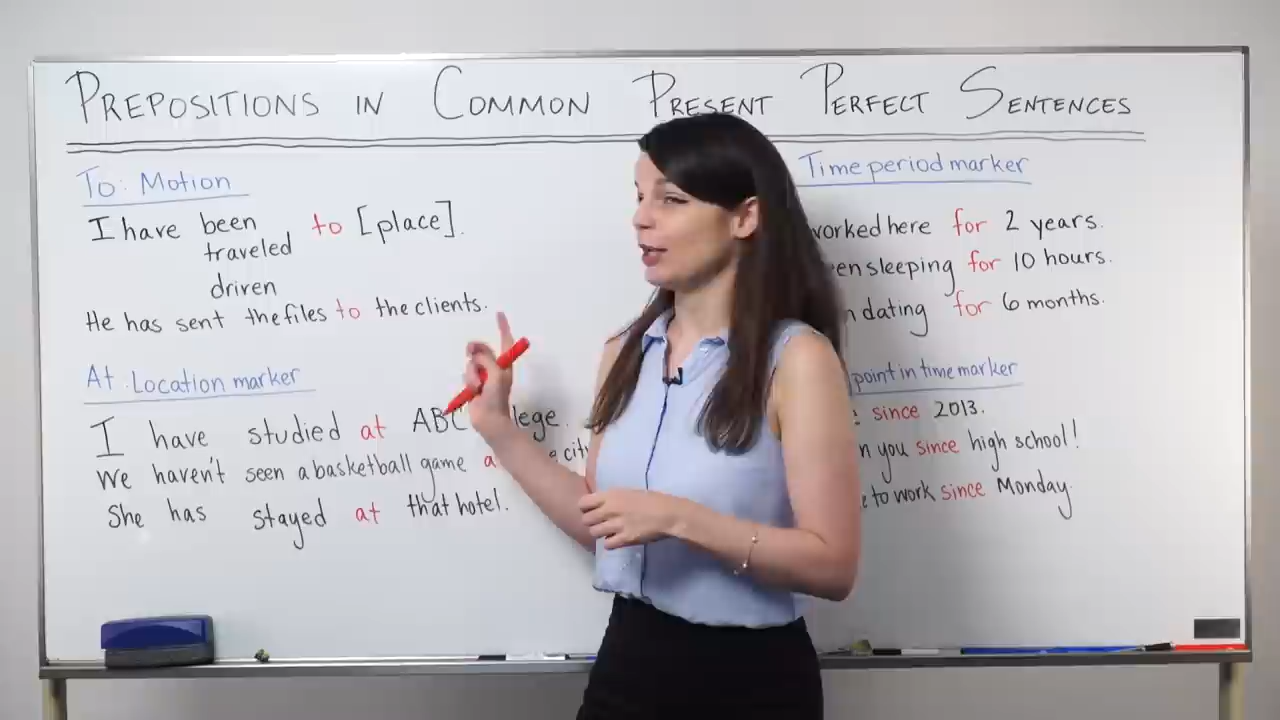 PREPOSITIONS IN COMMON PRESENT PERFECT SENTENCES
To: Motion
I have been to [place].
traveled
driven
He has sent the files to the clients.
At: Location marker
I have studied at ABC
We haven't seen a basketball game
She has stayed at that hotel.
Time period marker
worked here for 2 years.
sleeping for 10 hours.
dating for 6 months.
point in time marker
since 2013.
you since high school!
to work since Monday.